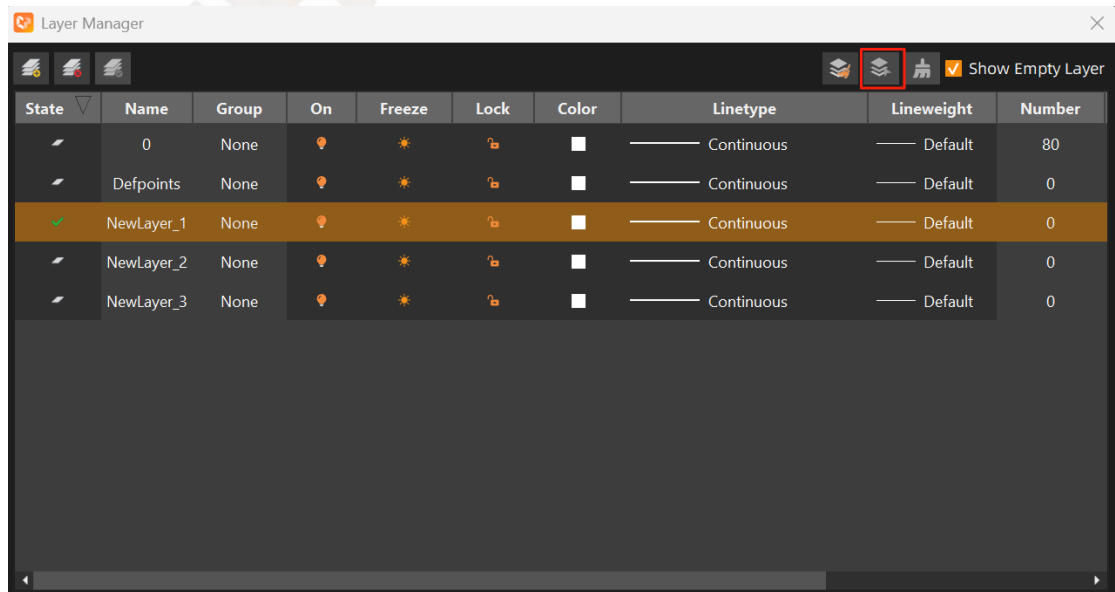 Layer Manager
Show Empty Layer
State Name Group On Freeze Lock Color Linetype Lineweight Number
0 None Continuous Default 80
Defpoints None Continuous Default 0
NewLayer_1 None Continuous Default 0
NewLayer_2 None Continuous Default 0
NewLayer_3 None Continuous Default 0